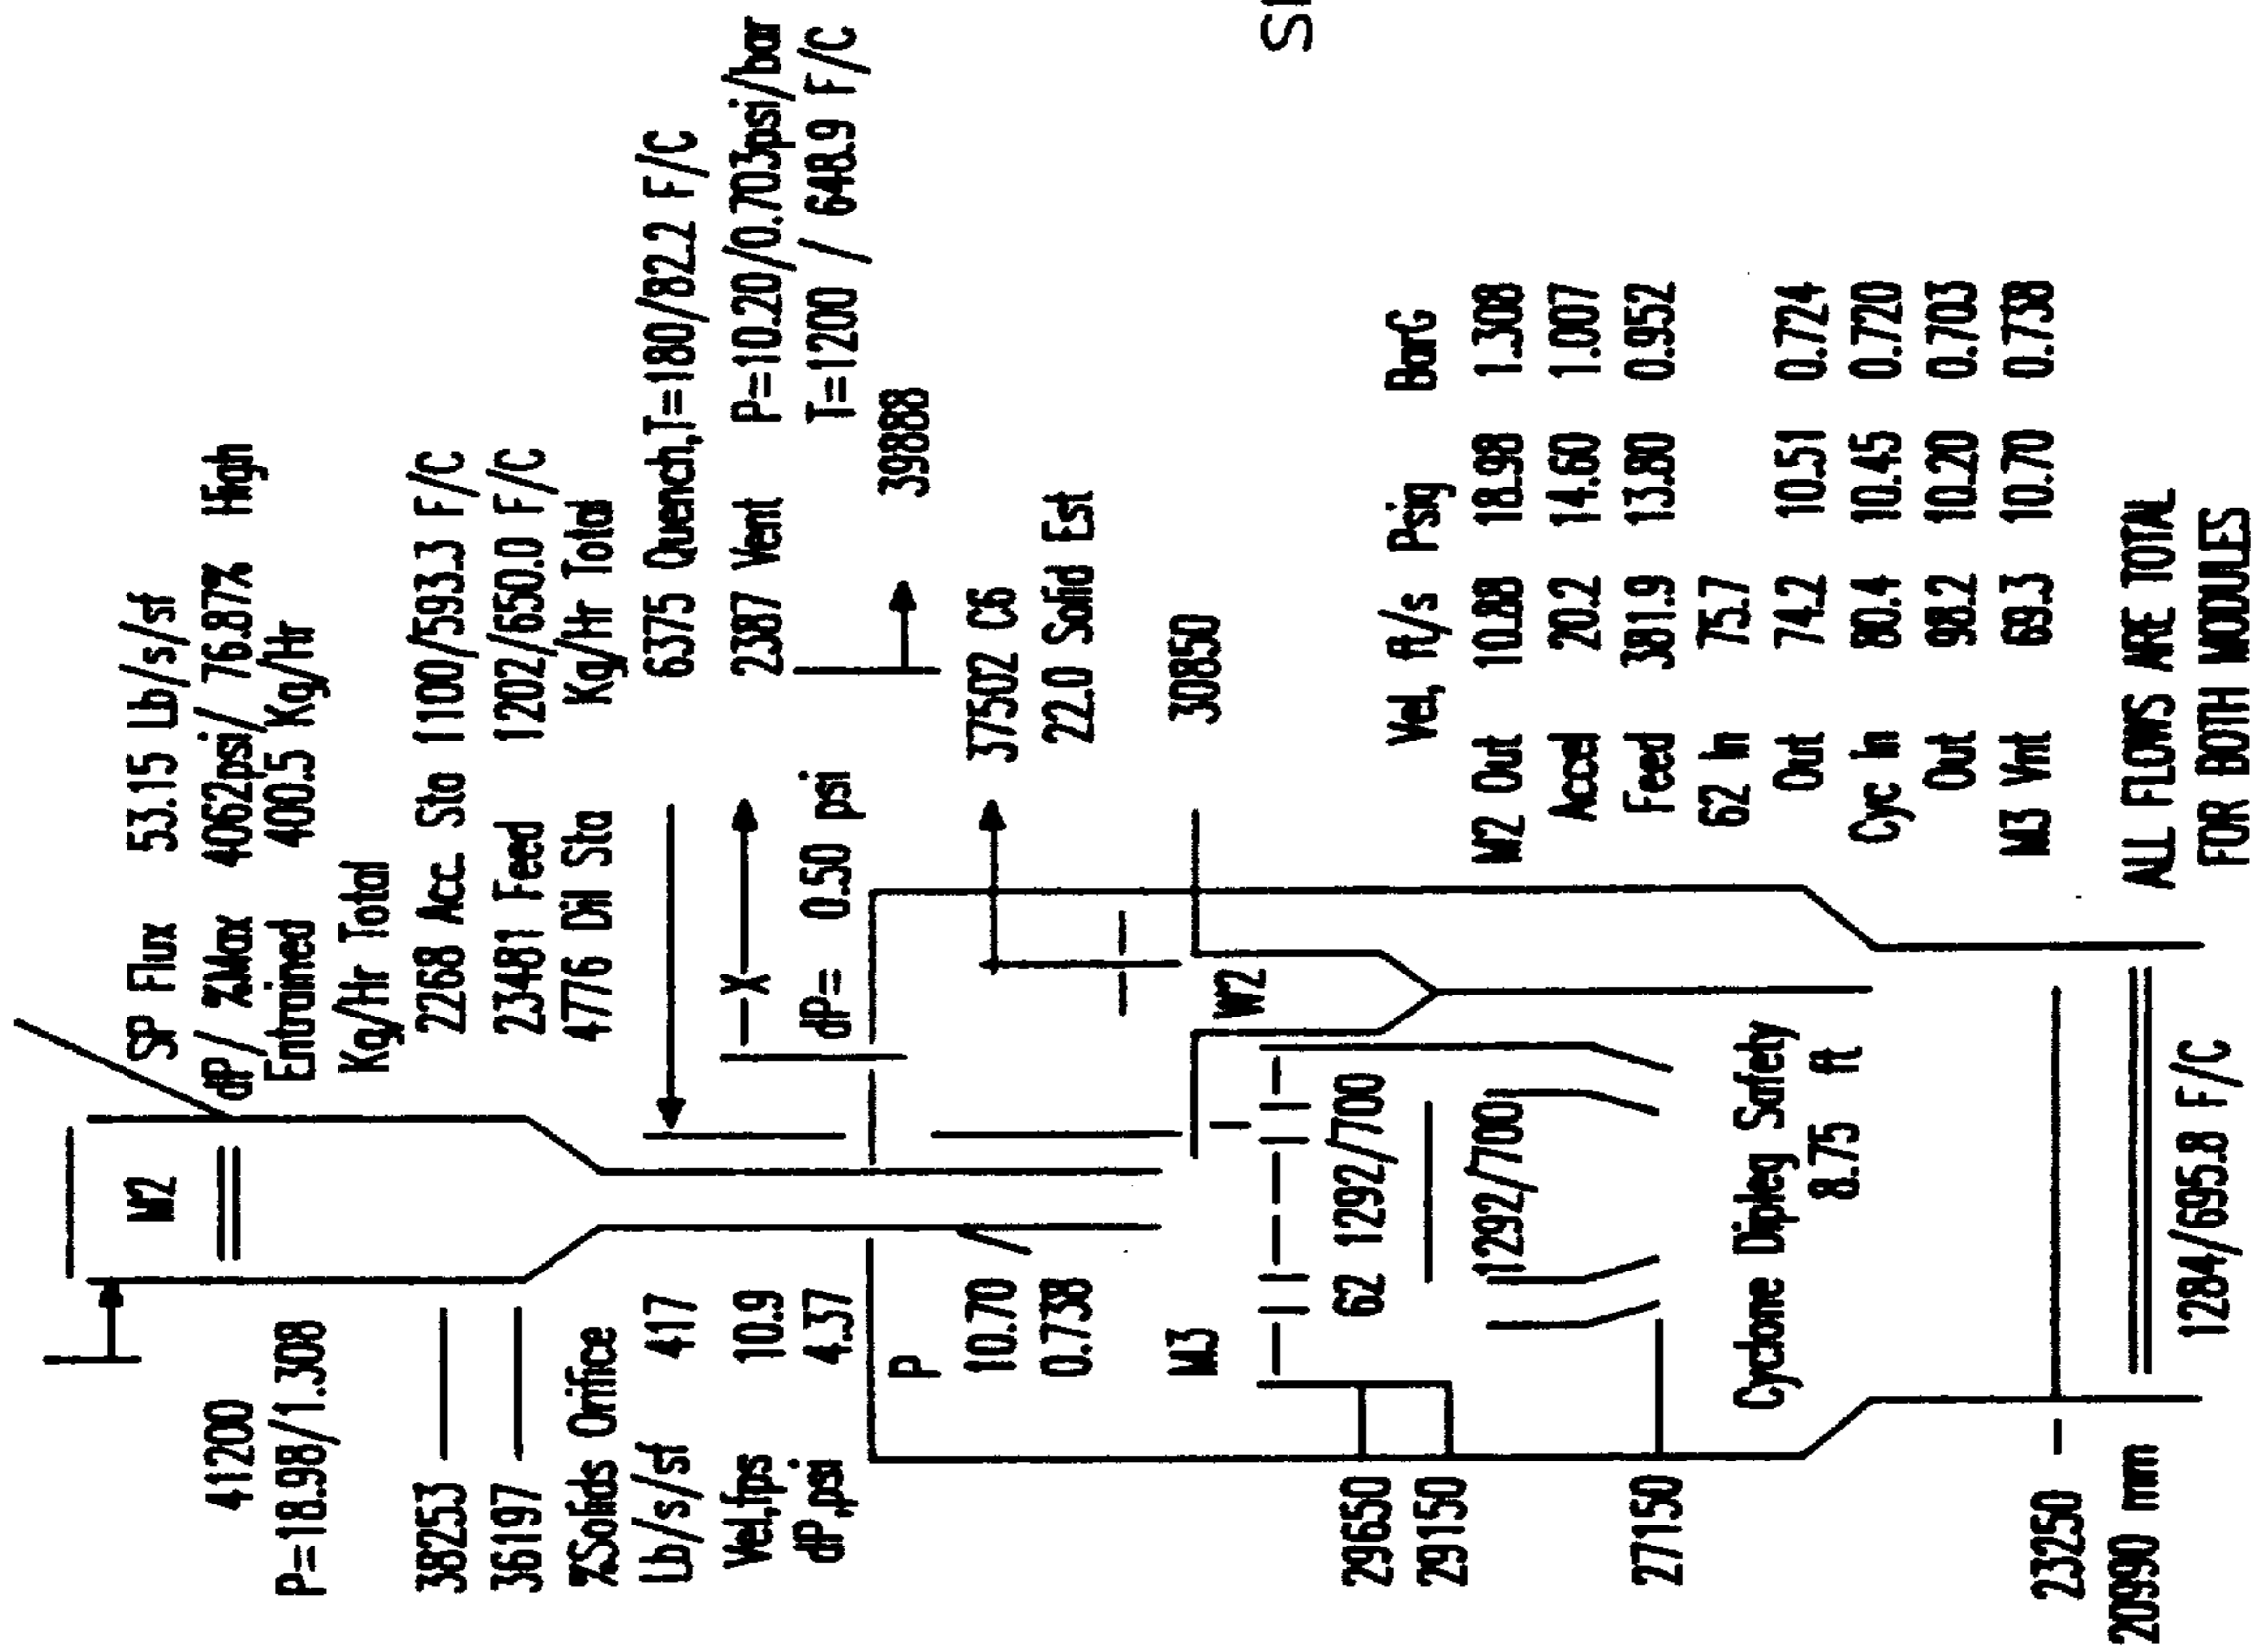 M2
SP Flux 53.15 Lb/s/sf
41200
dP/ %Max 4062psi/ 76.87% High
P=18.98/1.308
Entrained 400.5 Kg/Hr
Kg/Hr Total
38253
2268 Acc. Sta 1100/593.3 F/C
36197
23481 Feed 1202/650.0 F/C
%Solids Orifice
4776 Dil Sta Kg/Hr Total
Lb/s/sf 417
6375 Quench,T=180/82.2 F/C
Vel,fps 10.9
X
2387 Vent P=10.20/0.703psi/bar
dP,psi 4.37
dP= 0.50 psi
T=1200 / 648.9 F/C
P
39888
10.70
37502 C6
0.738
22.0 Solid Est
M3
30850
W2
SI
29650
62 1292/700
Vel, ft/s Psig BarG
29150
1292/700
M2 Out 10.88 18.98 1.308
Accel 20.2 14.60 1.007
27150
Feed 381.9 13.80 0.952
62 In 75.7
Cyclone Dipleg Safety
Out 74.2 10.51 0.724
8.75 ft
Cyc In 80.4 10.45 0.720
Out 98.2 10.20 0.703
M3 Vnt 69.3 10.70 0.738
23250
20990 mm
1284/695.8 F/C
ALL FLOWS ARE TOTAL
FOR BOTH MODULES